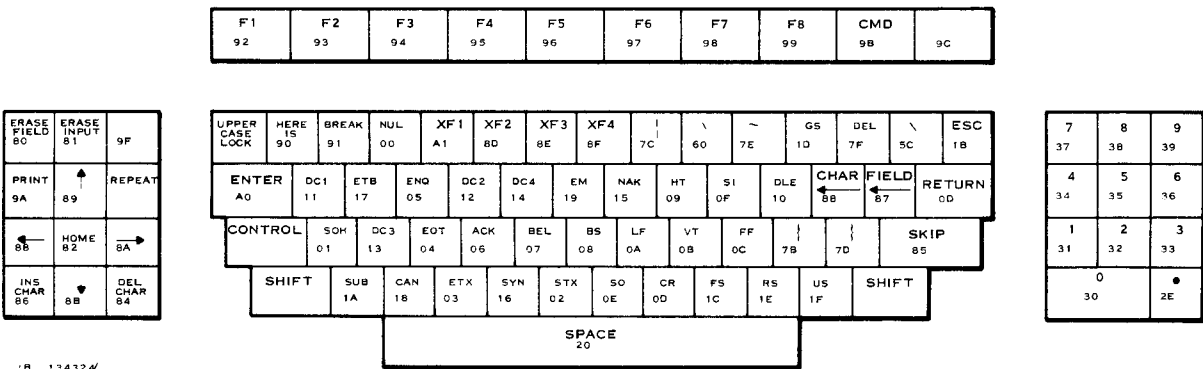 F1 F2 F3 F4 F5 F6 F7 F8 CMD
92 93 94 95 96 97 98 99 9B 9C
ERASE FIELD 80 ERASE INPUT 81 9F
PRINT 9A 89 REPEAT
88 HOME 82 8A
INS CHAR 86 8B DEL CHAR 84
UPPER CASE LOCK HERE IS BREAK NUL XF1 XF2 XF3 XF4 ¦ \ ~ GS DEL \ ESC
90 91 00 A1 8D 8E 8F 7C 60 7E 1D 7F 5C 1B
ENTER DC1 ETB ENQ DC2 DC4 EM NAK HT SI DLE CHAR FIELD RETURN
A0 11 17 05 12 14 19 15 09 0F 10 88 87 0D
CONTROL SOH DC3 EOT ACK BEL BS LF VT FF { } SKIP
01 13 04 06 07 08 0A 0B 0C 7B 7D 85
SHIFT SUB CAN ETX SYN STX SO CR FS RS US SHIFT
1A 18 03 16 02 0E 0D 1C 1E 1F
SPACE
20
7 8 9
37 38 39
4 5 6
34 35 36
1 2 3
31 32 33
0 •
30 2E